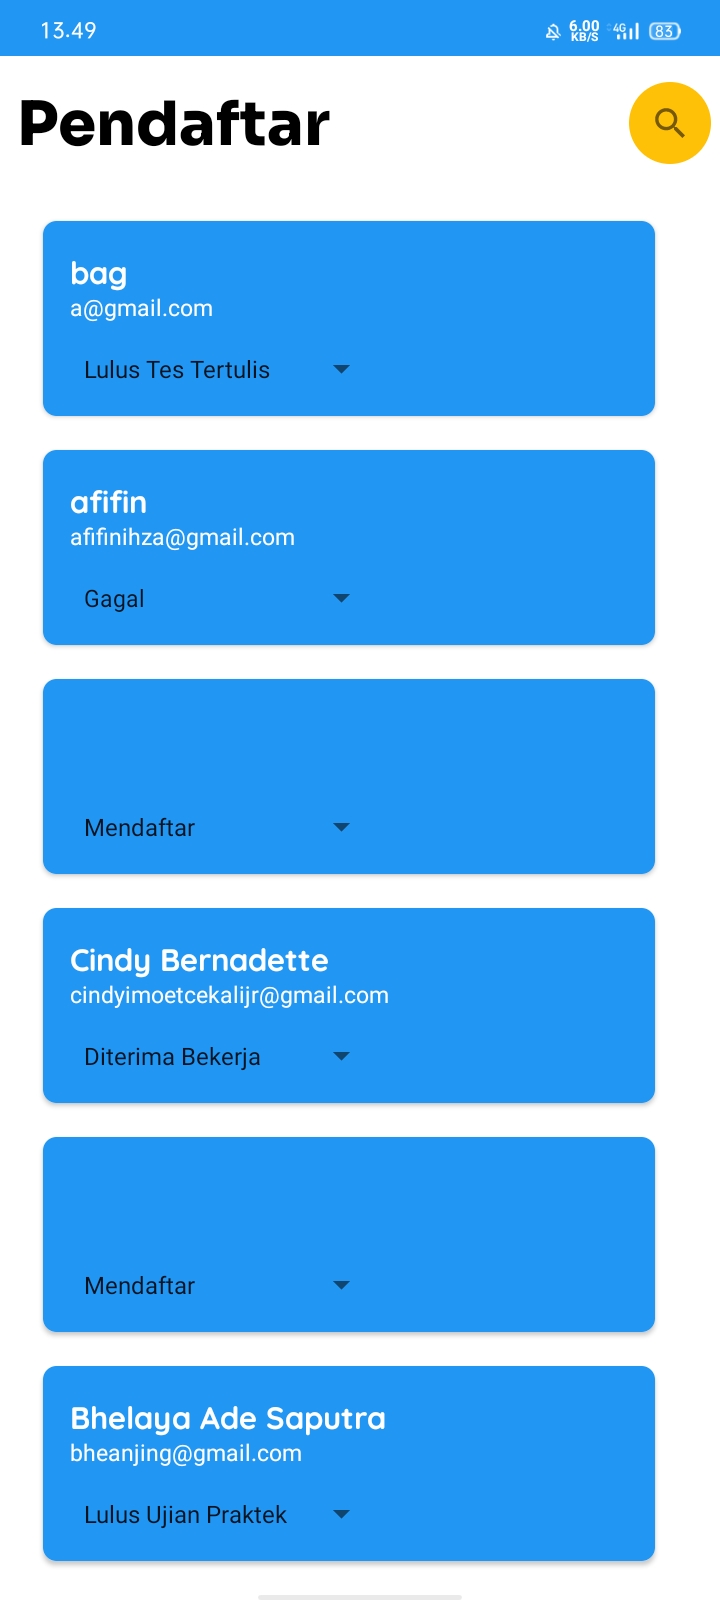 13.49
6.00
KB/S
4G
83
Pendaftar
bag
a@gmail.com
Lulus Tes Tertulis
afifin
afifinihza@gmail.com
Gagal
Mendaftar
Cindy Bernadette
cindyimoetcekalijr@gmail.com
Diterima Bekerja
Mendaftar
Bhelaya Ade Saputra
bheanjing@gmail.com
Lulus Ujian Praktek